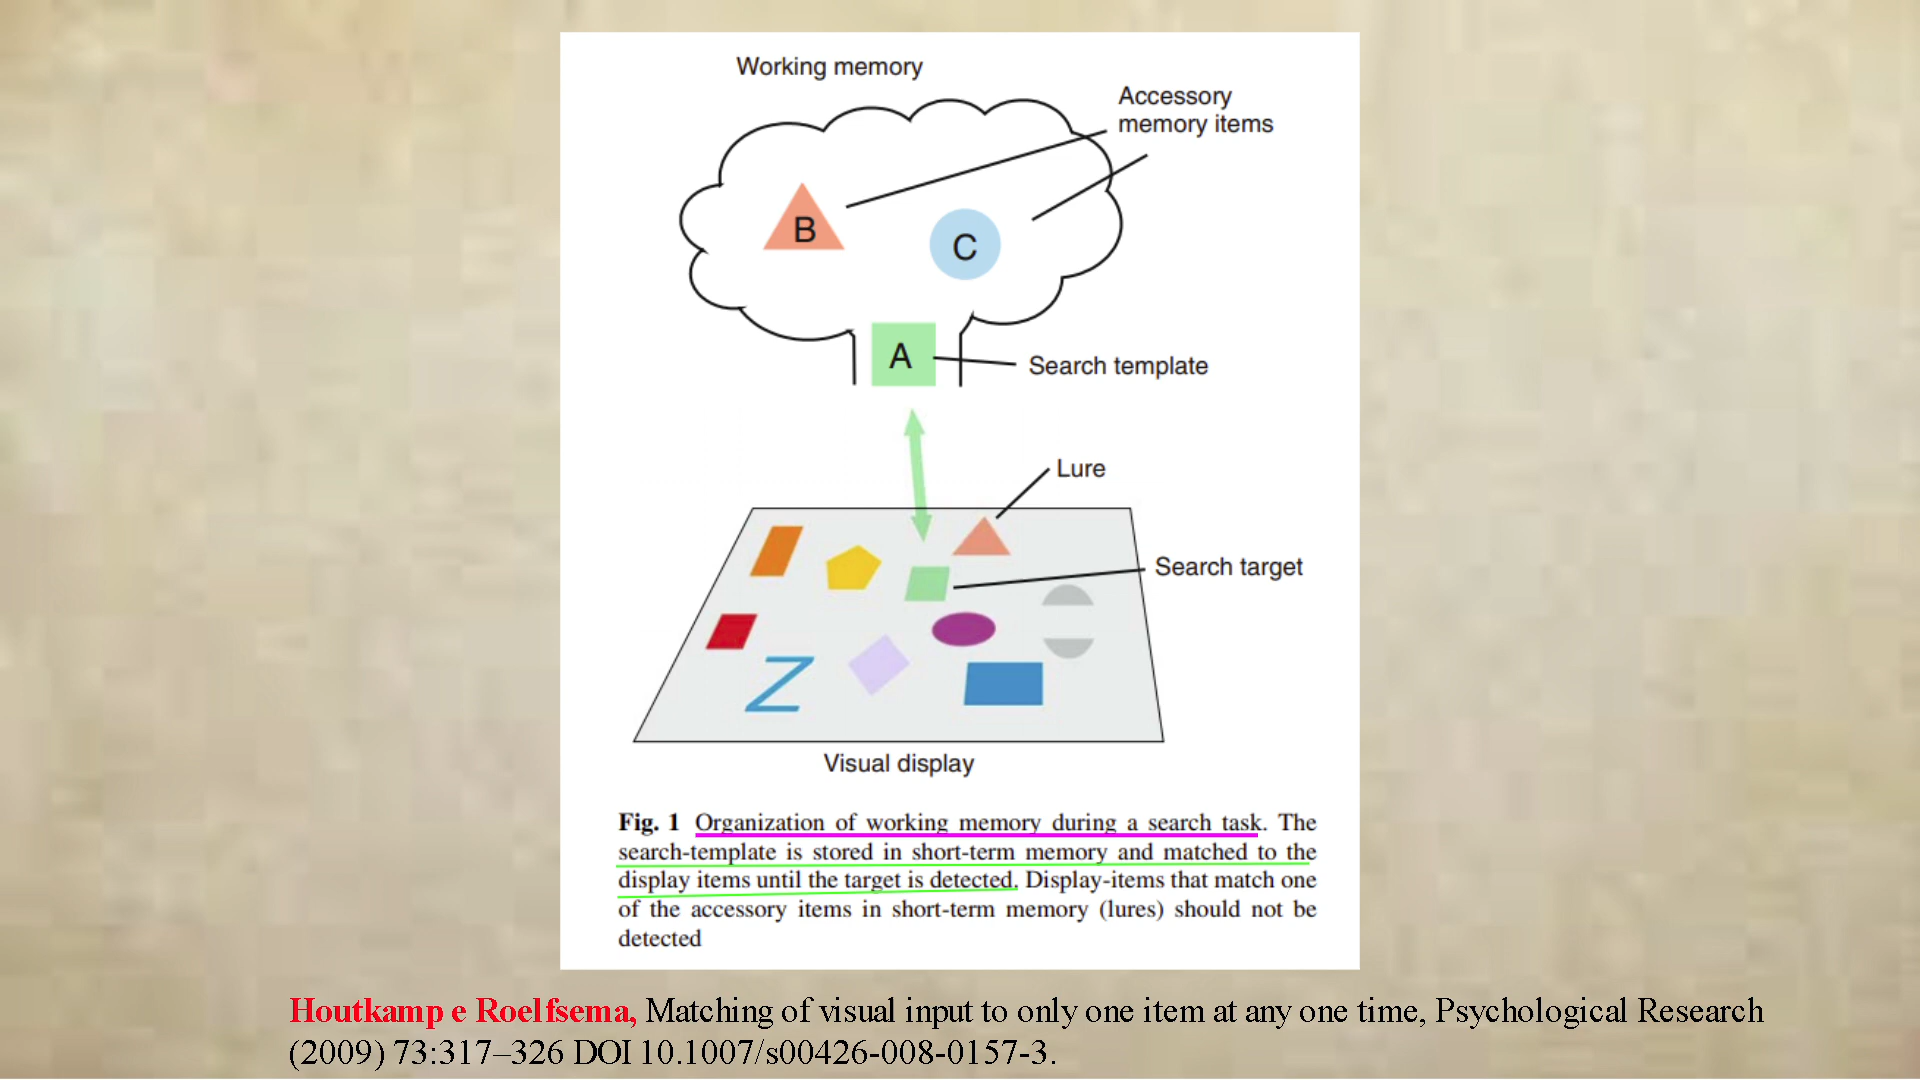 Working memory
Accessory
memory items
B
C
A
Search template
Lure
Search target
Visual display
Fig. 1 Organization of working memory during a search task. The
search-template is stored in short-term memory and matched to the
display items until the target is detected. Display-items that match one
of the accessory items in short-term memory (lures) should not be
detected
Houtkamp e Roelfsema, Matching of visual input to only one item at any one time, Psychological Research
(2009) 73:317–326 DOI 10.1007/s00426-008-0157-3.